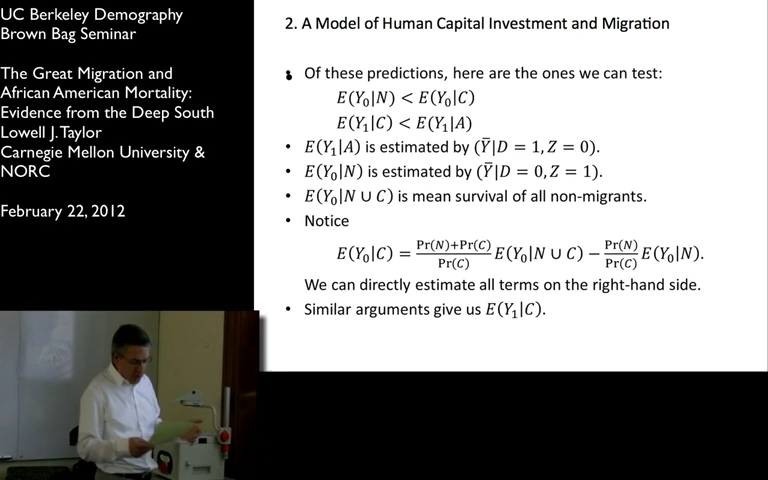 UC Berkeley Demography
Brown Bag Seminar
The Great Migration and
African American Mortality:
Evidence from the Deep South
Lowell J. Taylor
Carnegie Mellon University &
NORC
February 22, 2012
2. A Model of Human Capital Investment and Migration
• Of these predictions, here are the ones we can test:
E(Y₀|N) < E(Y₀|C)
E(Y₁|C) < E(Y₁|A)
• E(Y₁|A) is estimated by (Ȳ|D = 1, Z = 0).
• E(Y₀|N) is estimated by (Ȳ|D = 0, Z = 1).
• E(Y₀|N ∪ C) is mean survival of all non-migrants.
• Notice
E(Y₀|C) = Pr(N)+Pr(C)/Pr(C) E(Y₀|N ∪ C) − Pr(N)/Pr(C) E(Y₀|N).
We can directly estimate all terms on the right-hand side.
• Similar arguments give us E(Y₁|C).